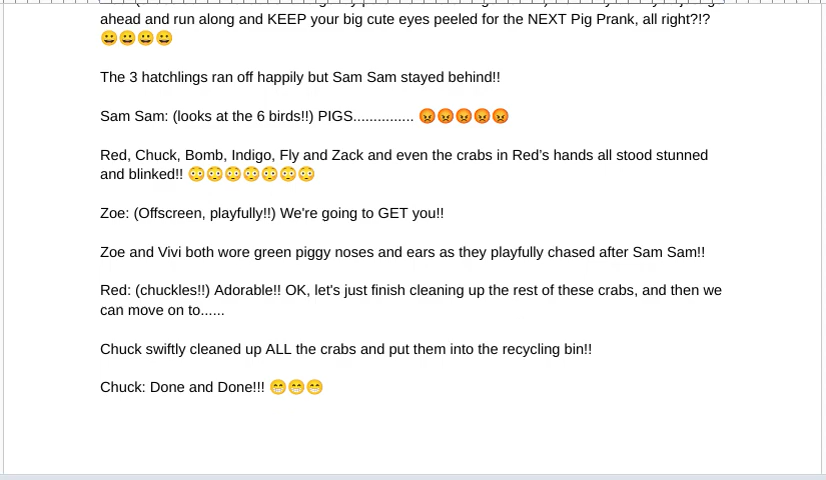 ahead and run along and KEEP your big cute eyes peeled for the NEXT Pig Prank, all right?!?
😀😀😀😀
The 3 hatchlings ran off happily but Sam Sam stayed behind!!
Sam Sam: (looks at the 6 birds!!) PIGS............... 😡😡😡😡😡
Red, Chuck, Bomb, Indigo, Fly and Zack and even the crabs in Red’s hands all stood stunned
and blinked!! 😳😳😳😳😳😳😳
Zoe: (Offscreen, playfully!!) We're going to GET you!!
Zoe and Vivi both wore green piggy noses and ears as they playfully chased after Sam Sam!!
Red: (chuckles!!) Adorable!! OK, let's just finish cleaning up the rest of these crabs, and then we
can move on to......
Chuck swiftly cleaned up ALL the crabs and put them into the recycling bin!!
Chuck: Done and Done!!! 😁😁😁